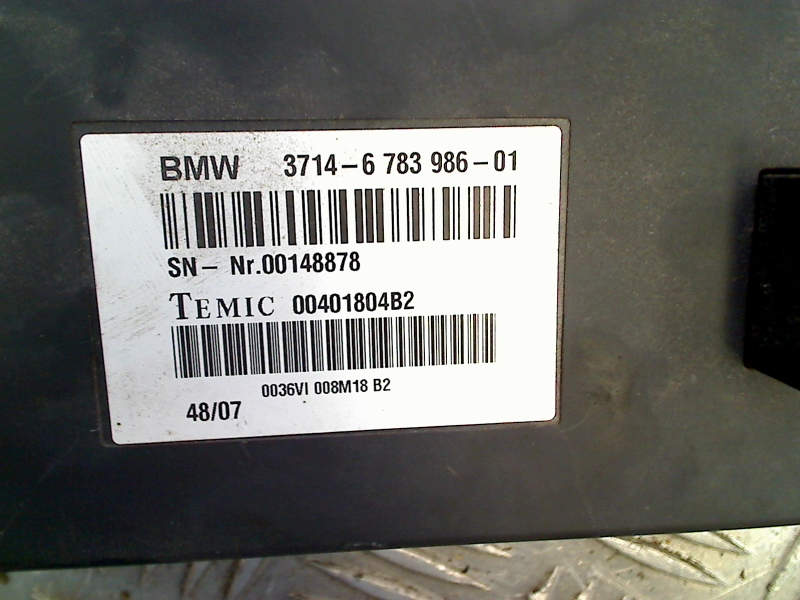 BMW 3714-6 783 986-01
SN- Nr.00148878
TEMIC 00401804B2
0036VI 008M18 B2
48/07